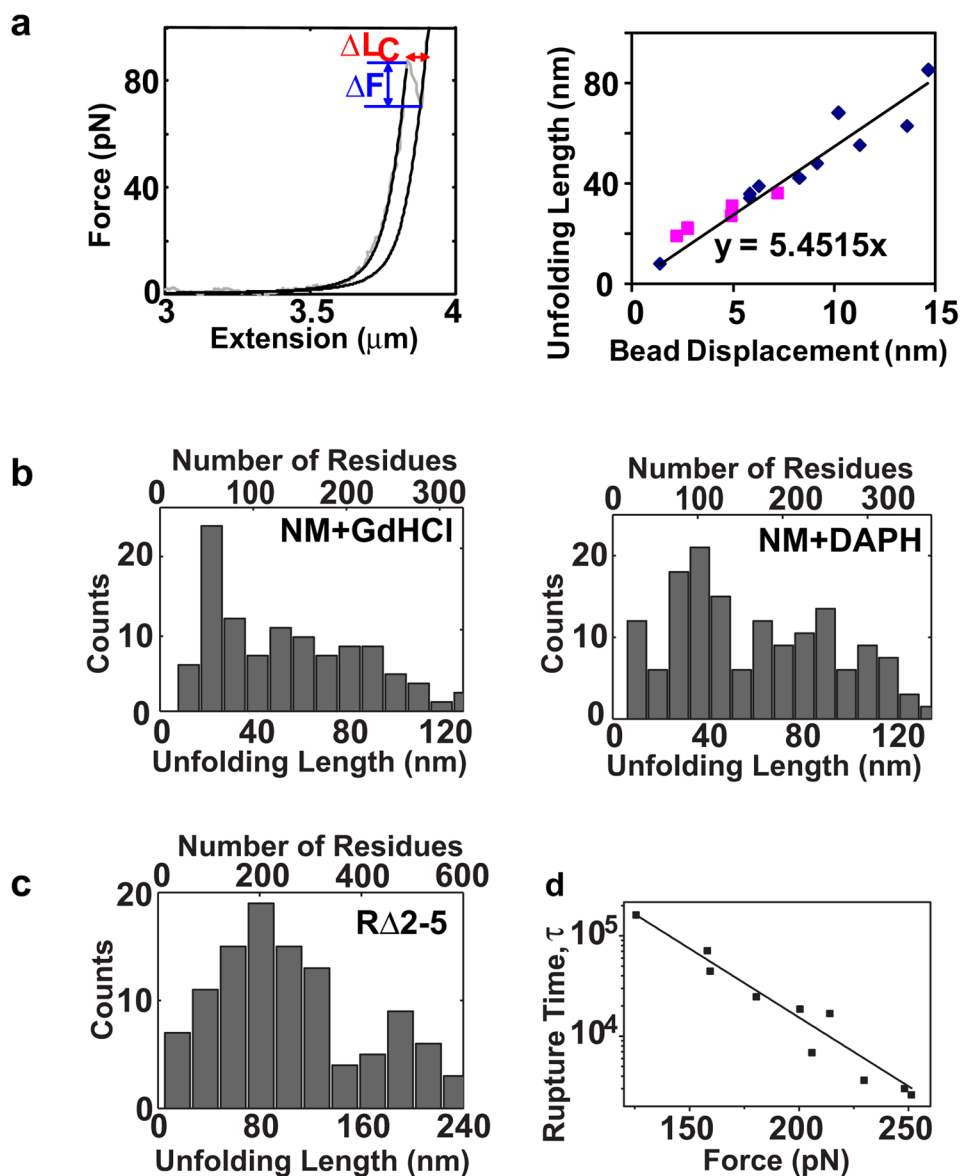 a
ΔLC
ΔF
Force (pN)
80
40
0
3
3.5
4
Extension (μm)
Unfolding Length (nm)
80
40
0
y = 5.4515x
0
5
10
15
Bead Displacement (nm)
b
Number of Residues
0
100
200
300
NM+GdHCl
Counts
20
10
0
0
40
80
120
Unfolding Length (nm)
Number of Residues
0
100
200
300
NM+DAPH
Counts
20
10
0
0
40
80
120
Unfolding Length (nm)
c
Number of Residues
0
200
400
600
RΔ2-5
Counts
20
10
0
0
80
160
240
Unfolding Length (nm)
d
Rupture Time, τ
10^5
10^4
150
200
250
Force (pN)